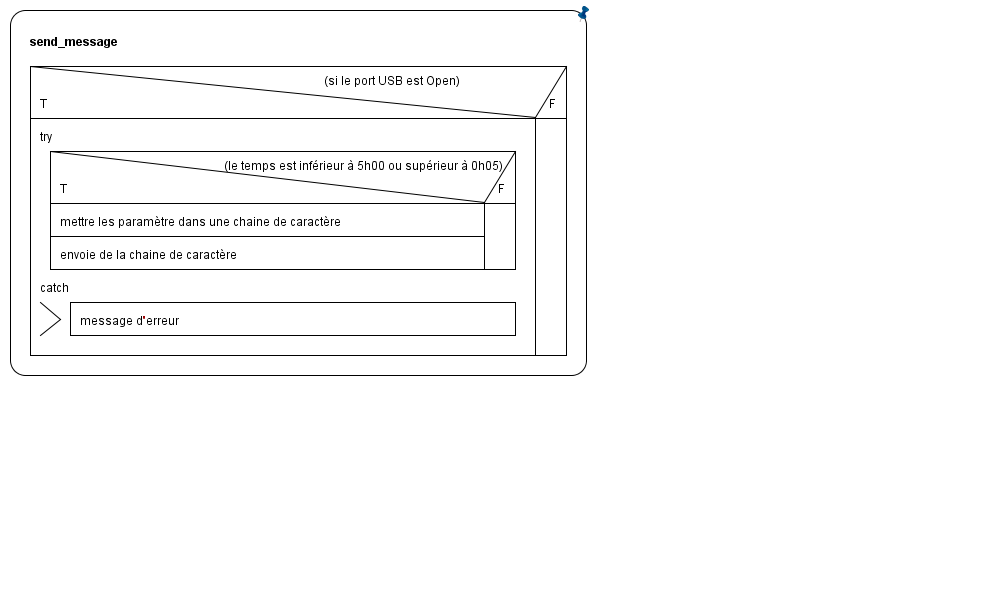 send_message
(si le port USB est Open)
T
F
try
(le temps est inférieur à 5h00 ou supérieur à 0h05)
T
F
mettre les paramètre dans une chaine de caractère
envoie de la chaine de caractère
catch
message d'erreur